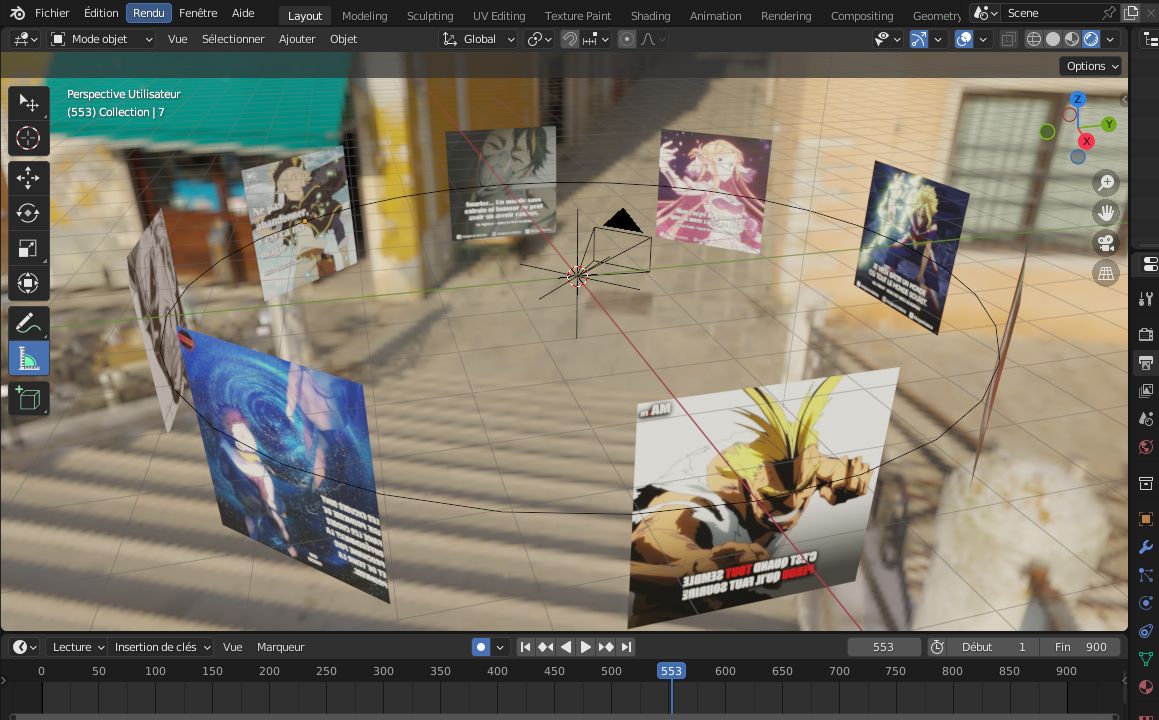 Fichier Édition Rendu Fenêtre Aide Layout Modeling Sculpting UV Editing Texture Paint Shading Animation Rendering Compositing Geometry Scene
Mode objet Vue Sélectionner Ajouter Objet Global
Options
Perspective Utilisateur
(553) Collection | 7
Z
Y
X
Ne pas
abandonner,
Sourire... Un monde sans
entrain ni humour ne peut
avoir un avenir
MA
C'EST QUAND TOUT SEMBLE
PERDU QU'IL FAUT SOURIRE
Lecture Insertion de clés Vue Marqueur 553 Début 1 Fin 900
0 50 100 150 200 250 300 350 400 450 500 553 600 650 700 750 800 850 900